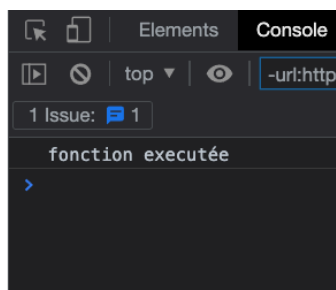 Elements Console
top ▼ -url:http
1 Issue: 1
fonction executée
>